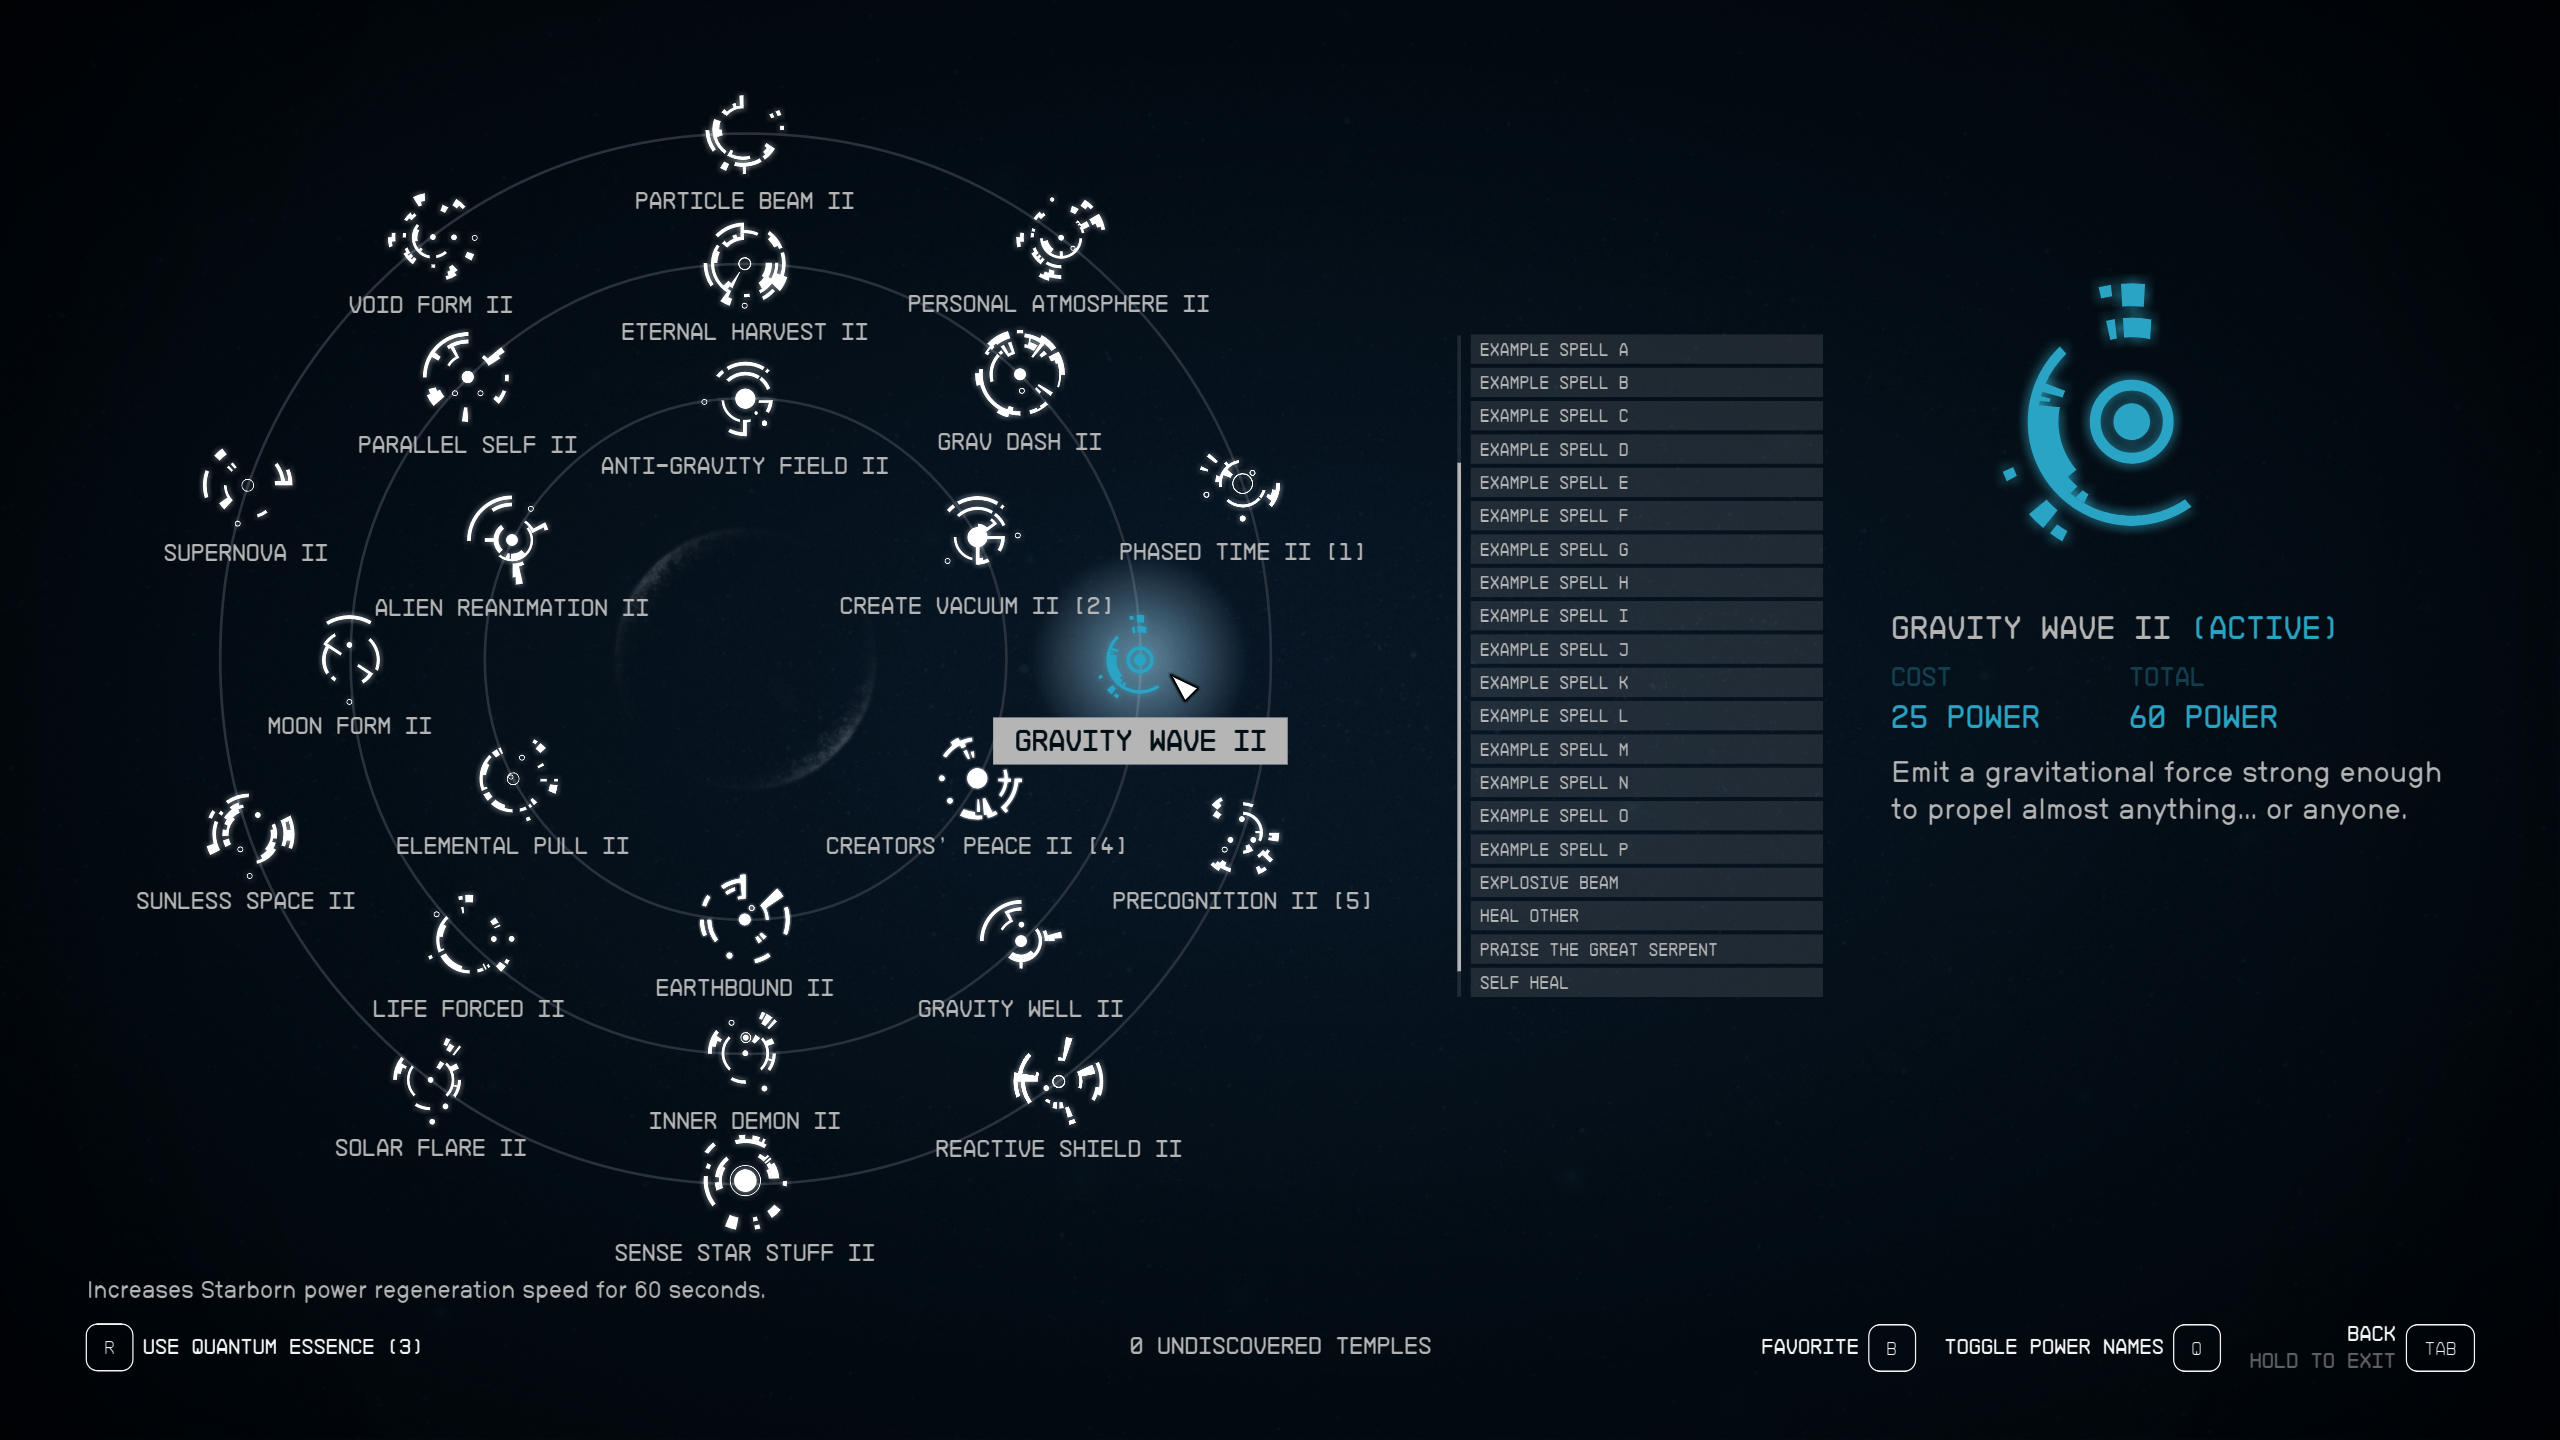 PARTICLE BEAM II
VOID FORM II
PERSONAL ATMOSPHERE II
ETERNAL HARVEST II
PARALLEL SELF II
GRAV DASH II
ANTI-GRAVITY FIELD II
SUPERNOVA II
PHASED TIME II [1]
ALIEN REANIMATION II
CREATE VACUUM II [2]
MOON FORM II
GRAVITY WAVE II
ELEMENTAL PULL II
CREATORS' PEACE II [4]
SUNLESS SPACE II
PRECOGNITION II [5]
EARTHBOUND II
LIFE FORCED II
GRAVITY WELL II
INNER DEMON II
SOLAR FLARE II
REACTIVE SHIELD II
SENSE STAR STUFF II
EXAMPLE SPELL A
EXAMPLE SPELL B
EXAMPLE SPELL C
EXAMPLE SPELL D
EXAMPLE SPELL E
EXAMPLE SPELL F
EXAMPLE SPELL G
EXAMPLE SPELL H
EXAMPLE SPELL I
EXAMPLE SPELL J
EXAMPLE SPELL K
EXAMPLE SPELL L
EXAMPLE SPELL M
EXAMPLE SPELL N
EXAMPLE SPELL O
EXAMPLE SPELL P
EXPLOSIVE BEAM
HEAL OTHER
PRAISE THE GREAT SERPENT
SELF HEAL
GRAVITY WAVE II (ACTIVE)
COST TOTAL
25 POWER 60 POWER
Emit a gravitational force strong enough
to propel almost anything... or anyone.
Increases Starborn power regeneration speed for 60 seconds.
R USE QUANTUM ESSENCE (3)
0 UNDISCOVERED TEMPLES
FAVORITE B
TOGGLE POWER NAMES Q
BACK
HOLD TO EXIT TAB